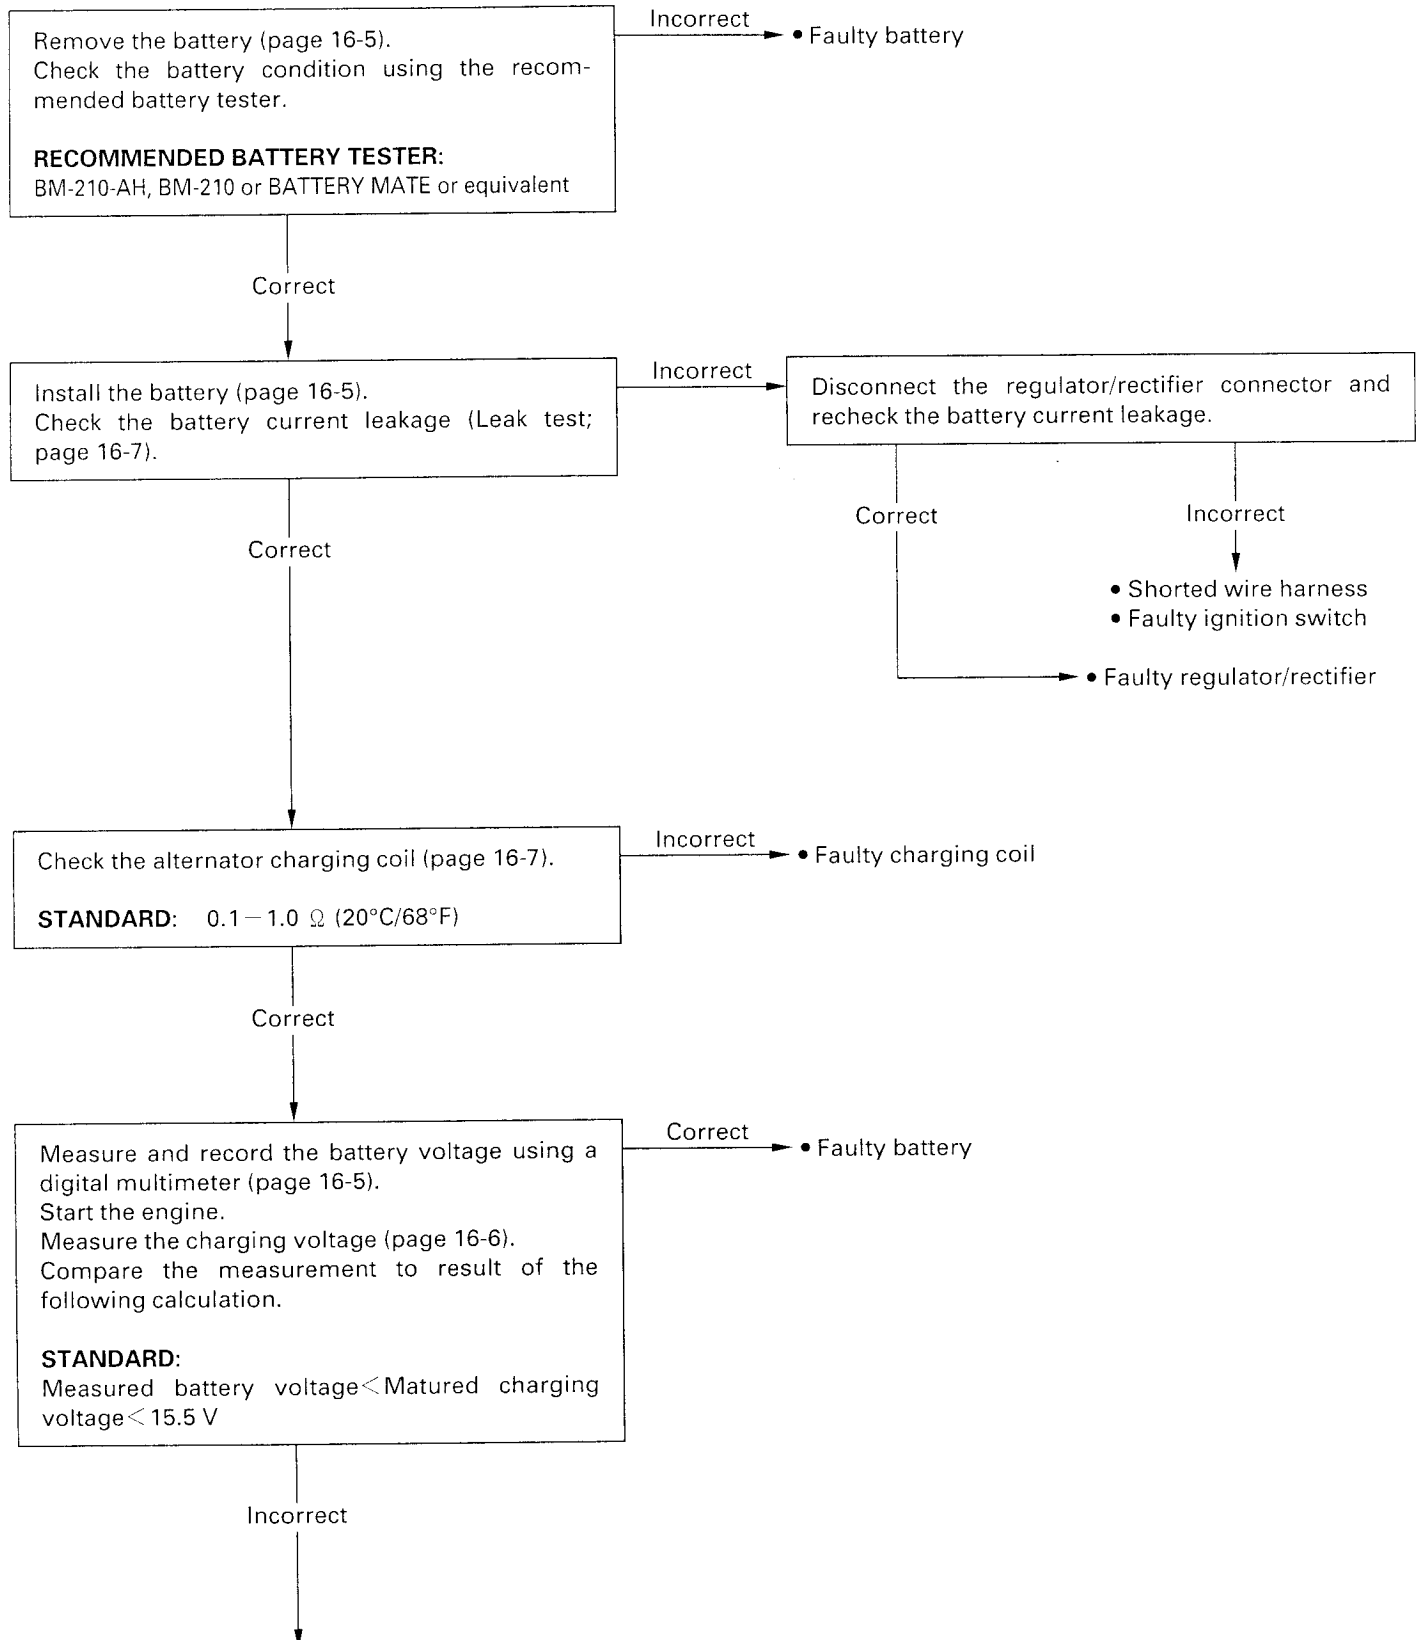 Remove the battery (page 16-5).
Check the battery condition using the recom-
mended battery tester.
RECOMMENDED BATTERY TESTER:
BM-210-AH, BM-210 or BATTERY MATE or equivalent
Incorrect
• Faulty battery
Correct
Install the battery (page 16-5).
Check the battery current leakage (Leak test;
page 16-7).
Incorrect
Disconnect the regulator/rectifier connector and
recheck the battery current leakage.
Correct
Incorrect
• Shorted wire harness
• Faulty ignition switch
• Faulty regulator/rectifier
Correct
Check the alternator charging coil (page 16-7).
STANDARD: 0.1－1.0 Ω (20°C/68°F)
Incorrect
• Faulty charging coil
Correct
Measure and record the battery voltage using a
digital multimeter (page 16-5).
Start the engine.
Measure the charging voltage (page 16-6).
Compare the measurement to result of the
following calculation.
STANDARD:
Measured battery voltage<Matured charging
voltage<15.5 V
Correct
• Faulty battery
Incorrect